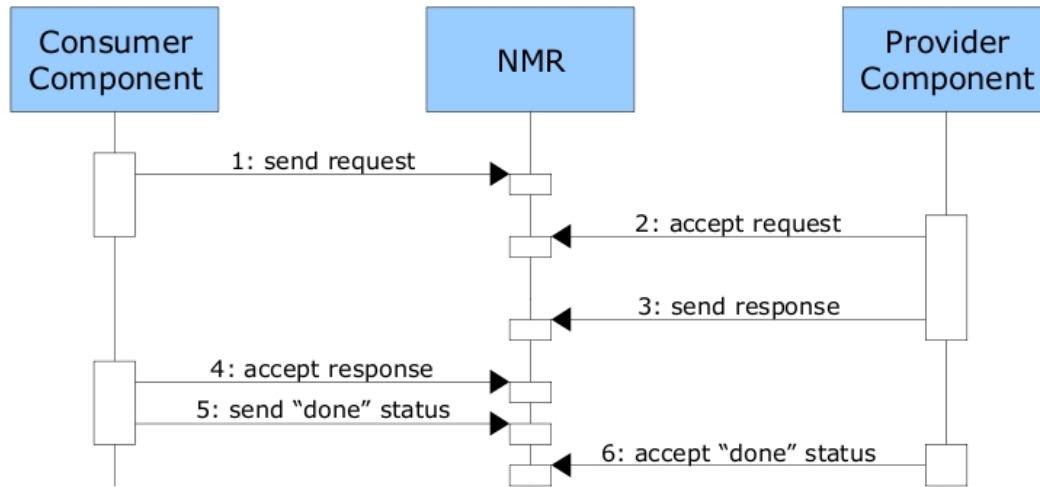 Consumer
Component
NMR
Provider
Component
1: send request
2: accept request
3: send response
4: accept response
5: send “done” status
6: accept “done” status